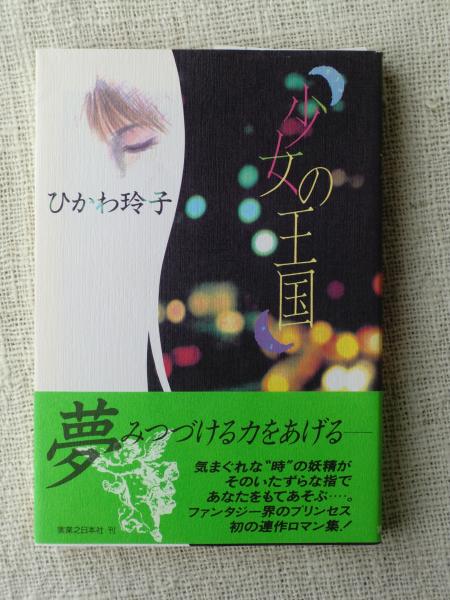 少女の王国
ひかわ玲子
夢みつづける力をあげる──
気まぐれな“時”の妖精が
そのいたずらな指で
あなたをもてあそぶ‥‥。
ファンタジー界のプリンセス
初の連作ロマン集!
実業之日本社・刊